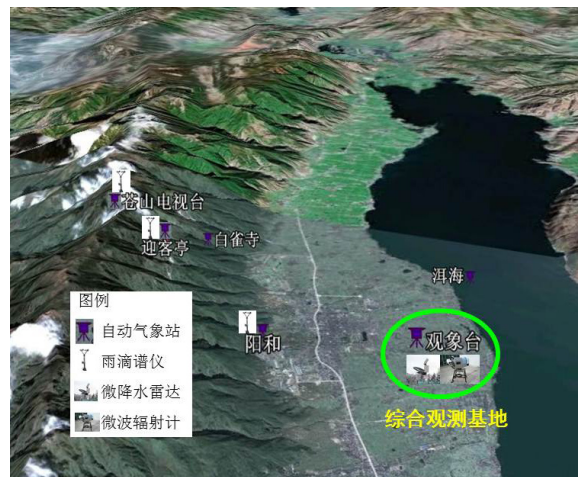 苍山电视台
迎客亭
白雀寺
洱海
阳和
观象台
综合观测基地
图例
自动气象站
雨滴谱仪
微降水雷达
微波辐射计